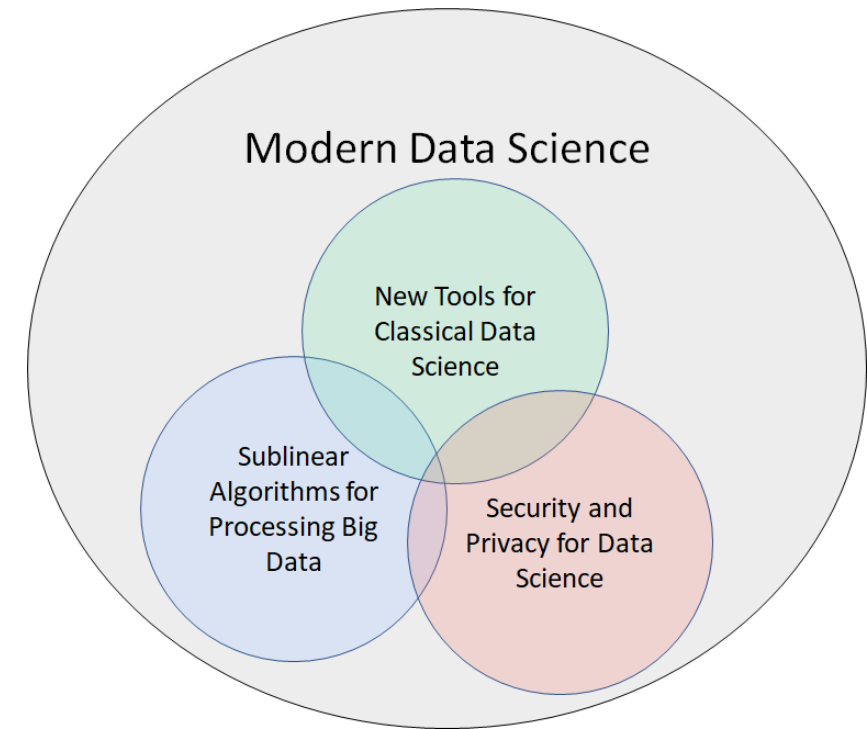 Modern Data Science
New Tools for
Classical Data
Science
Sublinear
Algorithms for
Processing Big
Data
Security and
Privacy for Data
Science